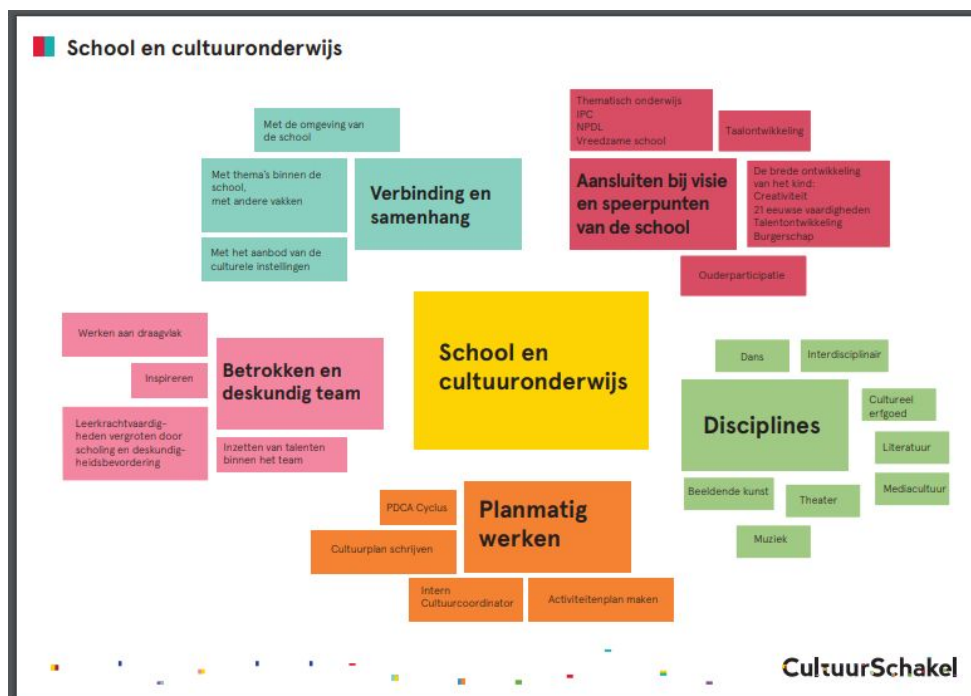 School en cultuuronderwijs
Met de omgeving van
de school
Met thema's binnen de
school,
met andere vakken
Verbinding en
samenhang
Met het aanbod van de
culturele instellingen
Thematisch onderwijs
IPC
NPDL
Vreedzame school
Taalontwikkeling
Aansluiten bij visie
en speerpunten
van de school
De brede ontwikkeling
van het kind:
Creativiteit
21 eeuwse vaardigheden
Talentontwikkeling
Burgerschap
Ouderparticipatie
Werken aan draagvlak
Inspireren
Betrokken en
deskundig team
Leerkrachtvaardig-
heden vergroten door
scholing en deskundig-
heidsbevordering
Inzetten van talenten
binnen het team
School en
cultuuronderwijs
Dans
Interdisciplinair
Disciplines
Cultureel
erfgoed
Literatuur
Mediacultuur
Beeldende kunst
Theater
Muziek
PDCA Cyclus
Planmatig
werken
Cultuurplan schrijven
Intern
Cultuurcoordinator
Activiteitenplan maken
CultuurSchakel